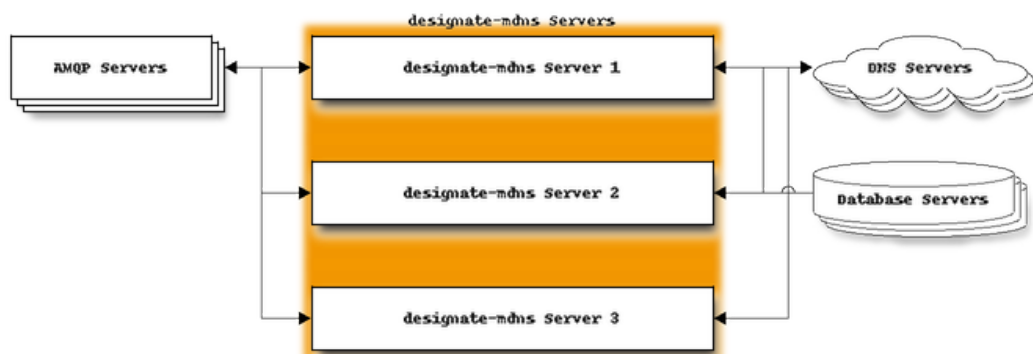 designate-mdns Servers
AMQP Servers
designate-mdns Server 1
DNS Servers
designate-mdns Server 2
Database Servers
designate-mdns Server 3